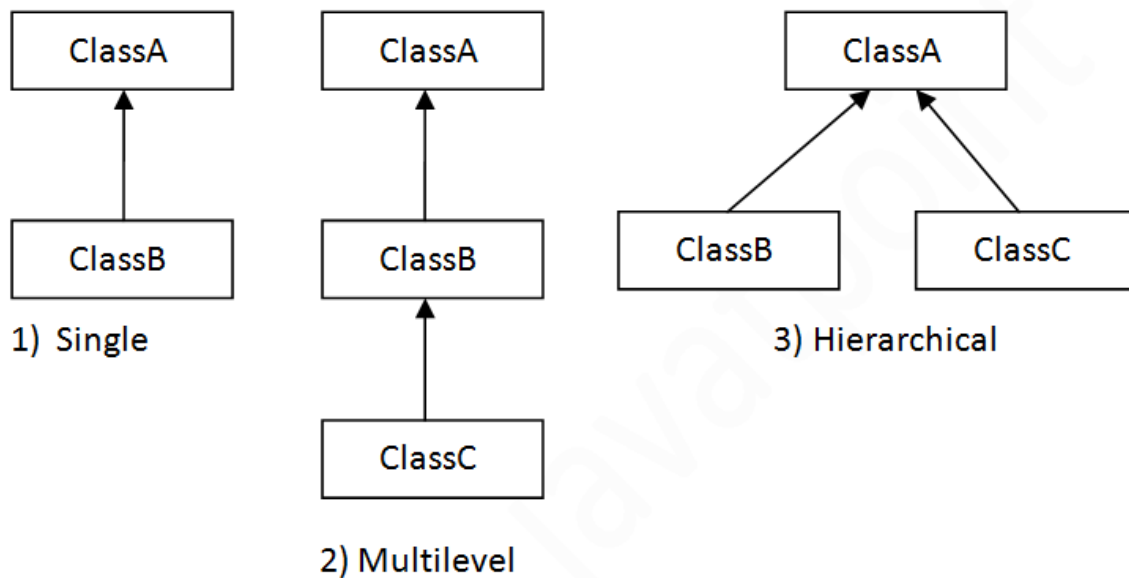 ClassA
ClassB
1) Single
ClassA
ClassB
ClassC
2) Multilevel
ClassA
ClassB
ClassC
3) Hierarchical